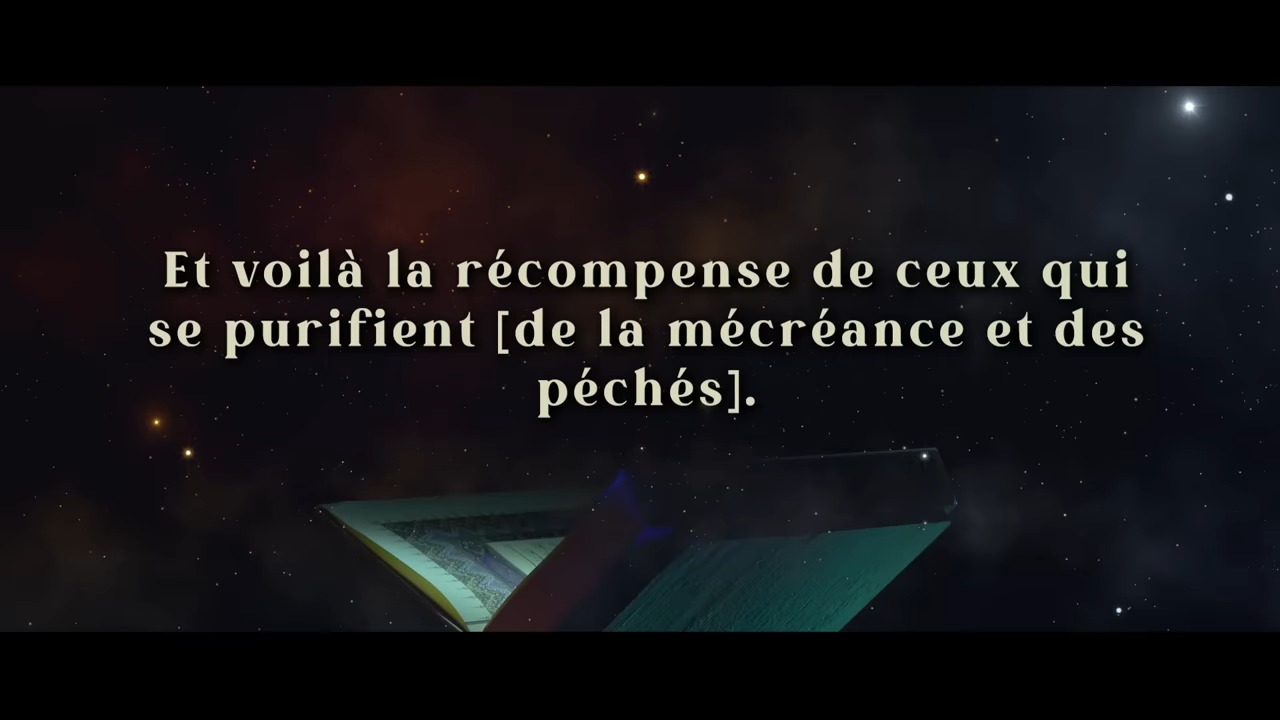 Et voilà la récompense de ceux qui
se purifient [de la mécréance et des
péchés].